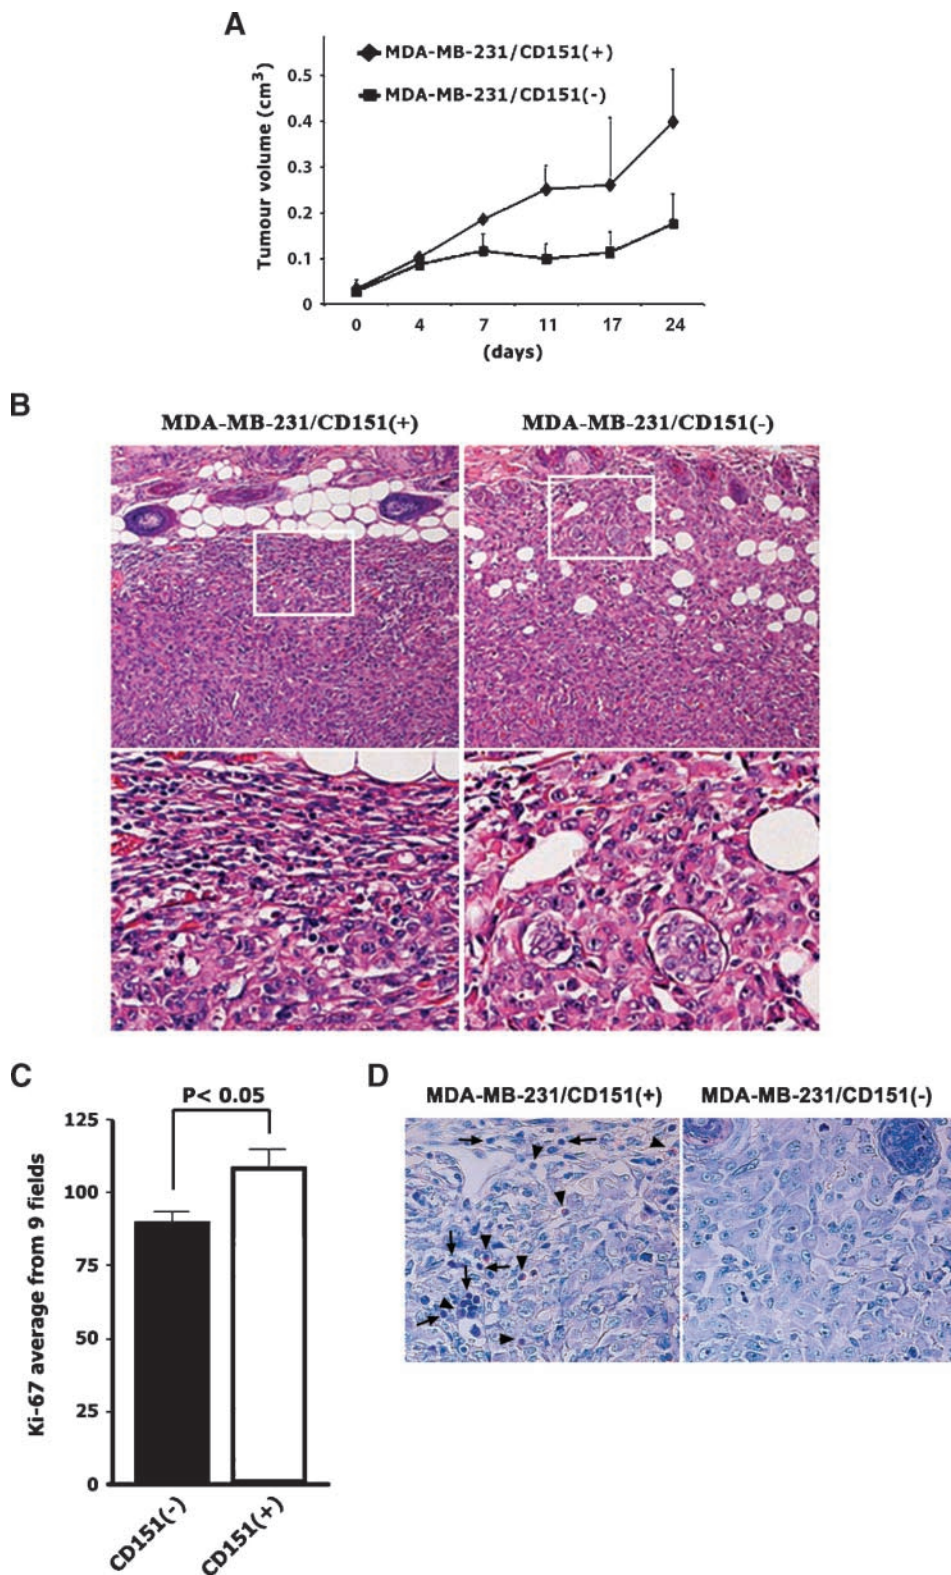 A
MDA-MB-231/CD151(+)
MDA-MB-231/CD151(-)
Tumour volume (cm³)
0.5
0.4
0.3
0.2
0.1
0
0 4 7 11 17 24
(days)
B
MDA-MB-231/CD151(+) MDA-MB-231/CD151(-)
C
P< 0.05
Ki-67 average from 9 fields
125
100
75
50
25
0
CD151(-) CD151(+)
D
MDA-MB-231/CD151(+) MDA-MB-231/CD151(-)